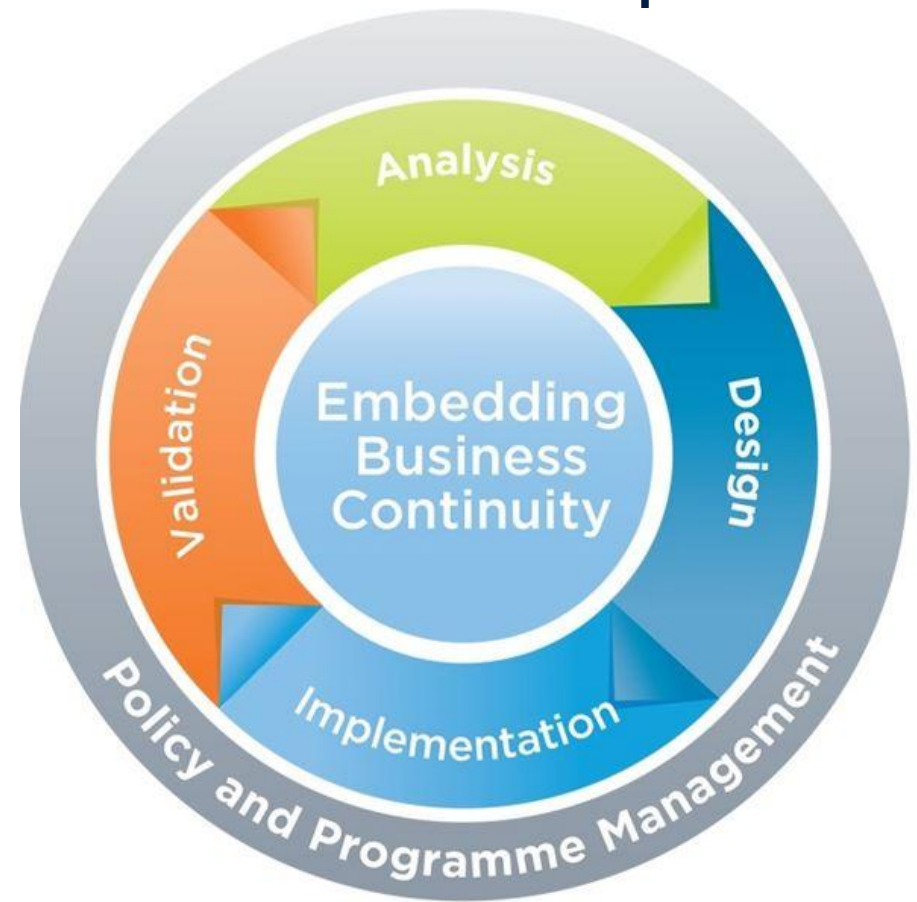 Analysis
Design
Implementation
Validation
Embedding
Business
Continuity
Policy and Programme Management